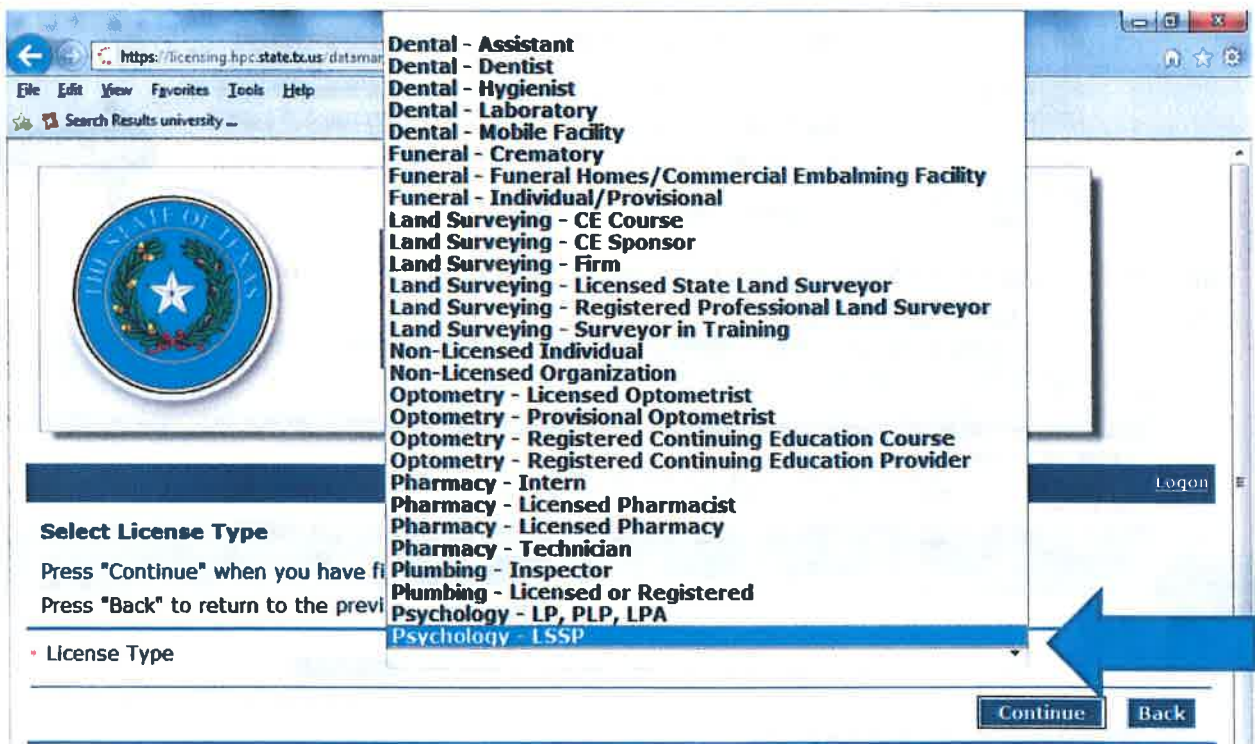 https://licensing.hpc.state.tx.us/datamar
File Edit View Favorites Tools Help
Search Results university ...
THE STATE OF TEXAS
Dental - Assistant
Dental - Dentist
Dental - Hygienist
Dental - Laboratory
Dental - Mobile Facility
Funeral - Crematory
Funeral - Funeral Homes/Commercial Embalming Facility
Funeral - Individual/Provisional
Land Surveying - CE Course
Land Surveying - CE Sponsor
Land Surveying - Firm
Land Surveying - Licensed State Land Surveyor
Land Surveying - Registered Professional Land Surveyor
Land Surveying - Surveyor in Training
Non-Licensed Individual
Non-Licensed Organization
Optometry - Licensed Optometrist
Optometry - Provisional Optometrist
Optometry - Registered Continuing Education Course
Optometry - Registered Continuing Education Provider
Pharmacy - Intern
Pharmacy - Licensed Pharmacist
Pharmacy - Licensed Pharmacy
Pharmacy - Technician
Plumbing - Inspector
Plumbing - Licensed or Registered
Psychology - LP, PLP, LPA
Psychology - LSSP
Logon
Select License Type
Press "Continue" when you have fi
Press "Back" to return to the previ
* License Type
Continue Back